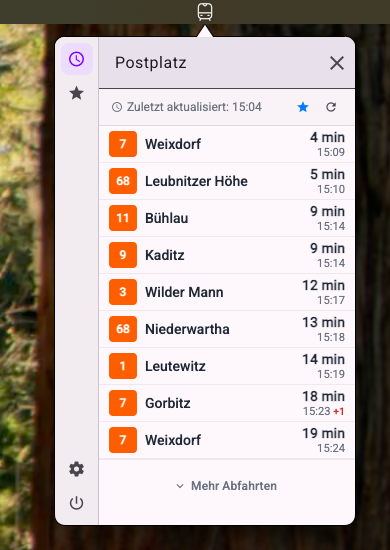 Postplatz
Zuletzt aktualisiert: 15:04
7 Weixdorf 4 min
15:09
68 Leubnitzer Höhe 5 min
15:10
11 Bühlau 9 min
15:14
9 Kaditz 9 min
15:14
3 Wilder Mann 12 min
15:17
68 Niederwartha 13 min
15:18
1 Leutewitz 14 min
15:19
7 Gorbitz 18 min
15:23 +1
7 Weixdorf 19 min
15:24
Mehr Abfahrten